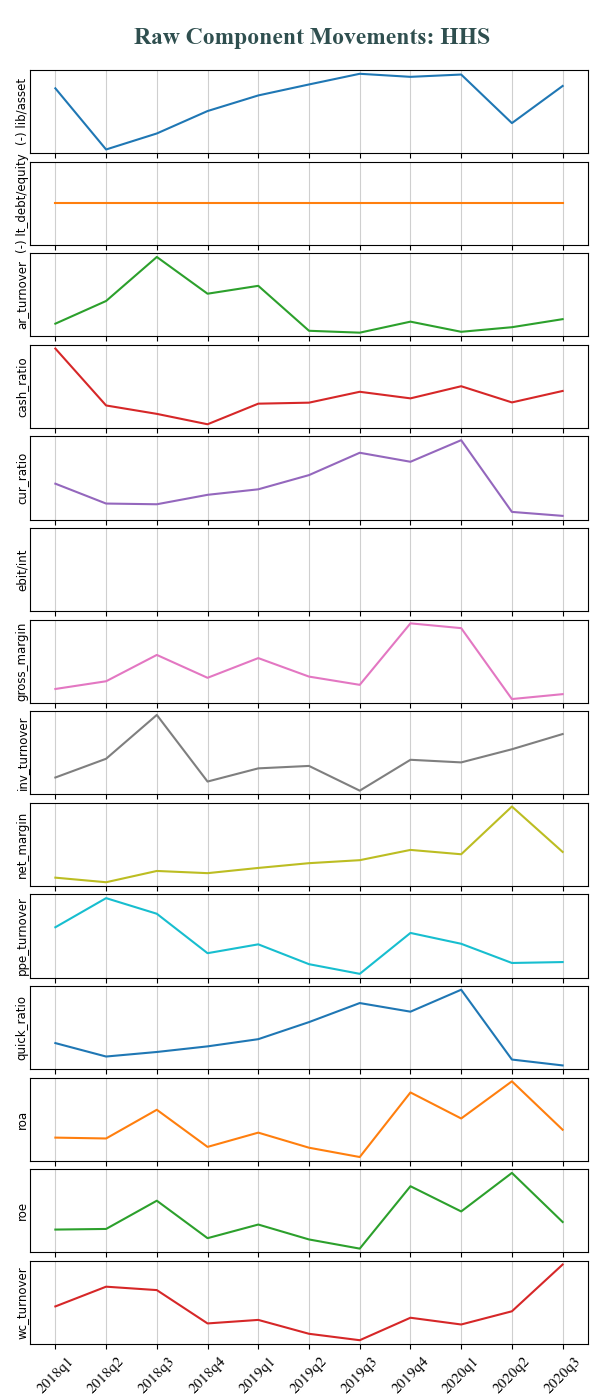 Raw Component Movements: HHS
(-) lib/asset
(-) lt_debt/equity
ar_turnover
cash_ratio
cur_ratio
ebit/int
gross_margin
inv_turnover
net_margin
ppe_turnover
quick_ratio
roa
roe
wc_turnover
2018q1 2018q2 2018q3 2018q4 2019q1 2019q2 2019q3 2019q4 2020q1 2020q2 2020q3